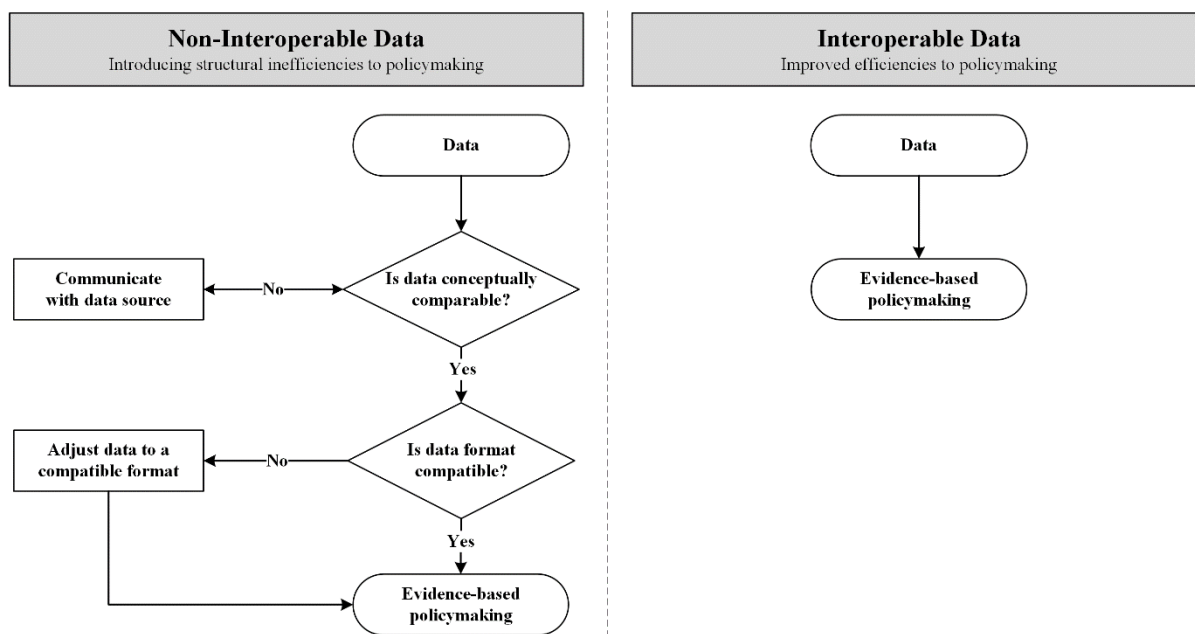 Non-Interoperable Data
Introducing structural inefficiencies to policymaking
Data
Is data conceptually
comparable?
No
Communicate
with data source
Yes
Is data format
compatible?
No
Adjust data to a
compatible format
Yes
Evidence-based
policymaking
Interoperable Data
Improved efficiencies to policymaking
Data
Evidence-based
policymaking